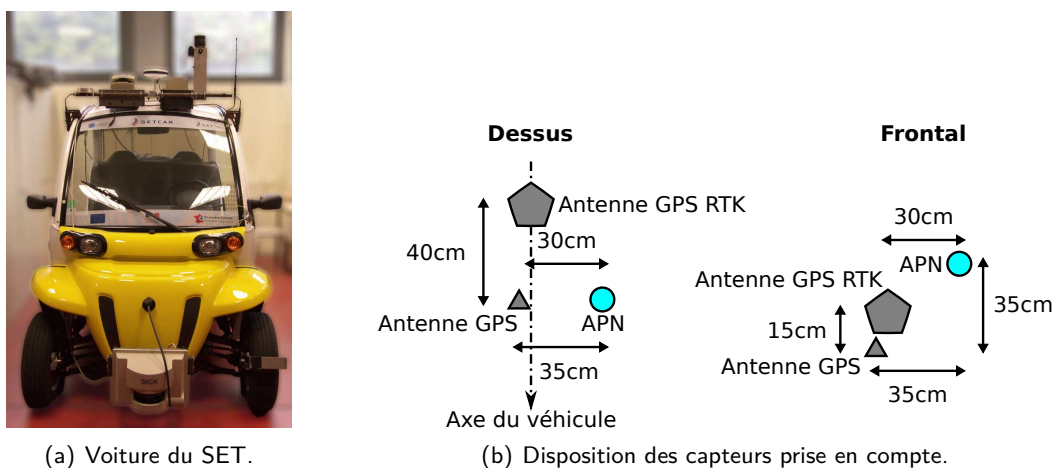 SETCAR
SICK
Dessus
Antenne GPS RTK
30cm
40cm
Antenne GPS
APN
35cm
Axe du véhicule
Frontal
30cm
APN
Antenne GPS RTK
35cm
15cm
Antenne GPS
35cm
(a) Voiture du SET.
(b) Disposition des capteurs prise en compte.